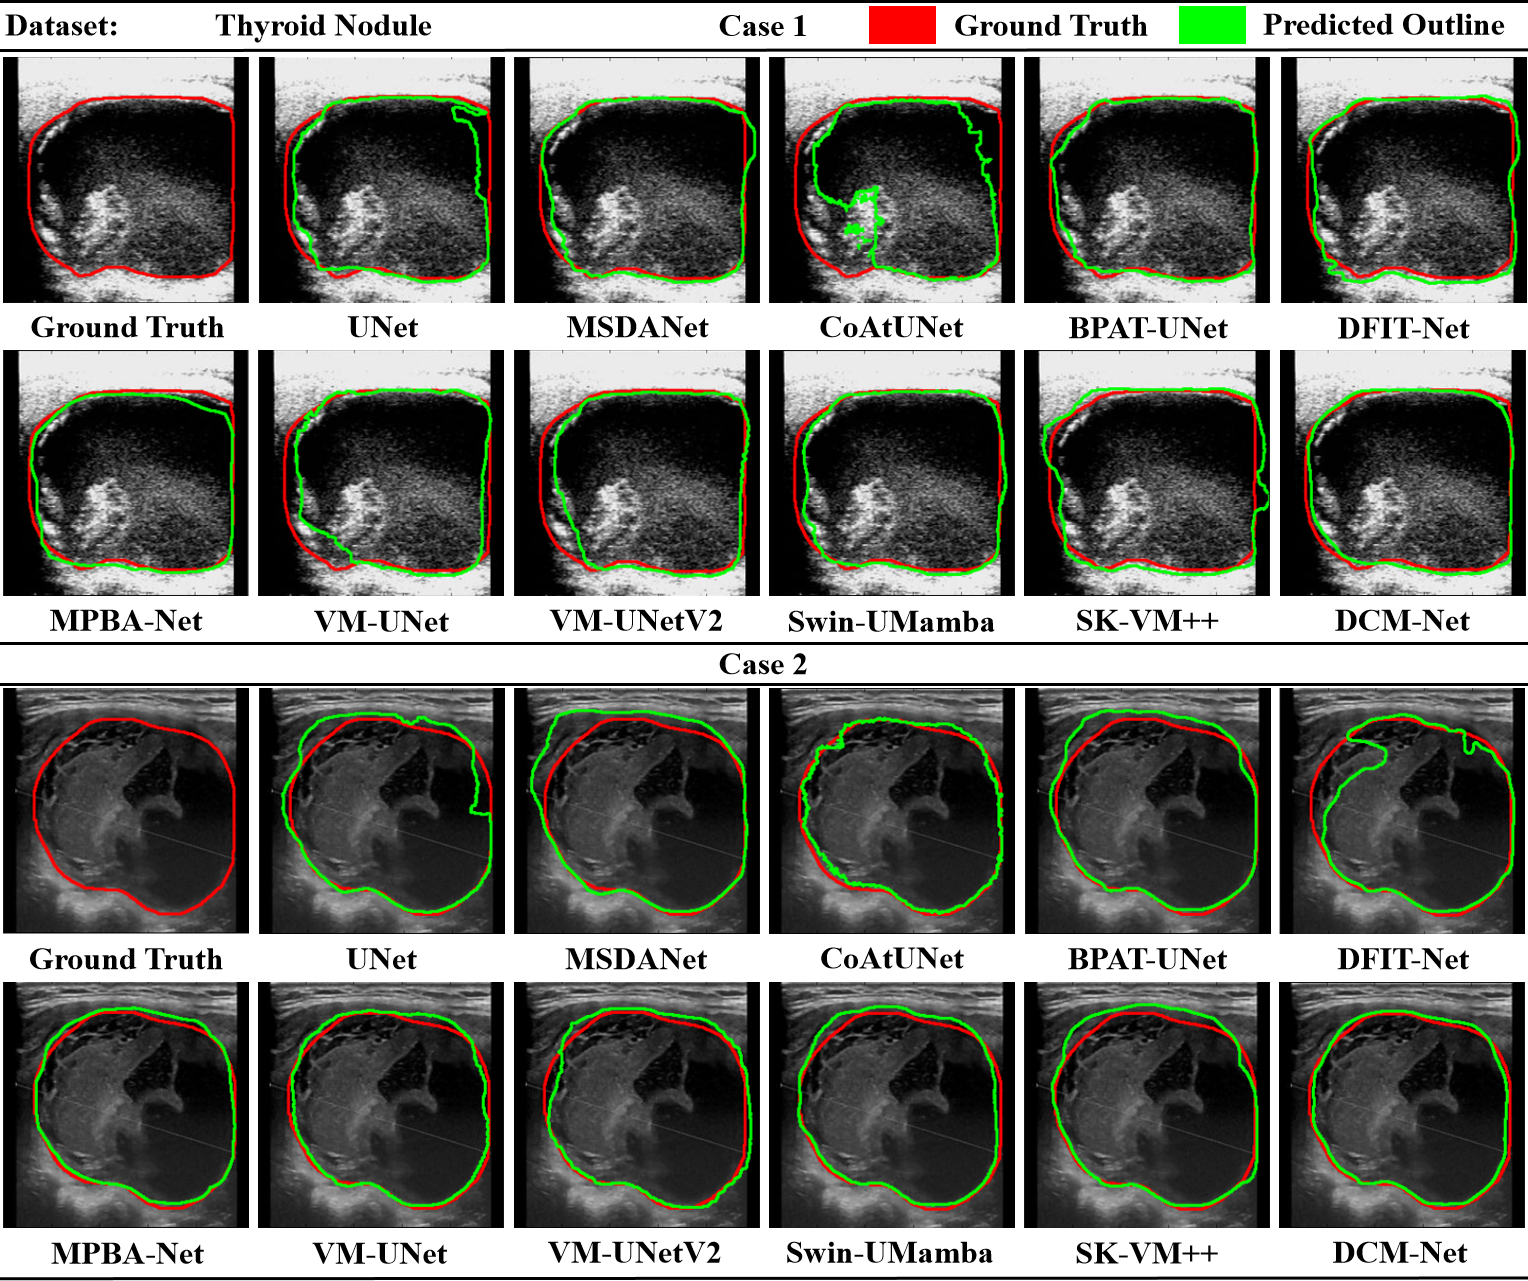 Dataset: Thyroid Nodule Case 1 Ground Truth Predicted Outline
Ground Truth UNet MSDANet CoAtUNet BPAT-UNet DFIT-Net
MPBA-Net VM-UNet VM-UNetV2 Swin-UMamba SK-VM++ DCM-Net
Case 2
Ground Truth UNet MSDANet CoAtUNet BPAT-UNet DFIT-Net
MPBA-Net VM-UNet VM-UNetV2 Swin-UMamba SK-VM++ DCM-Net